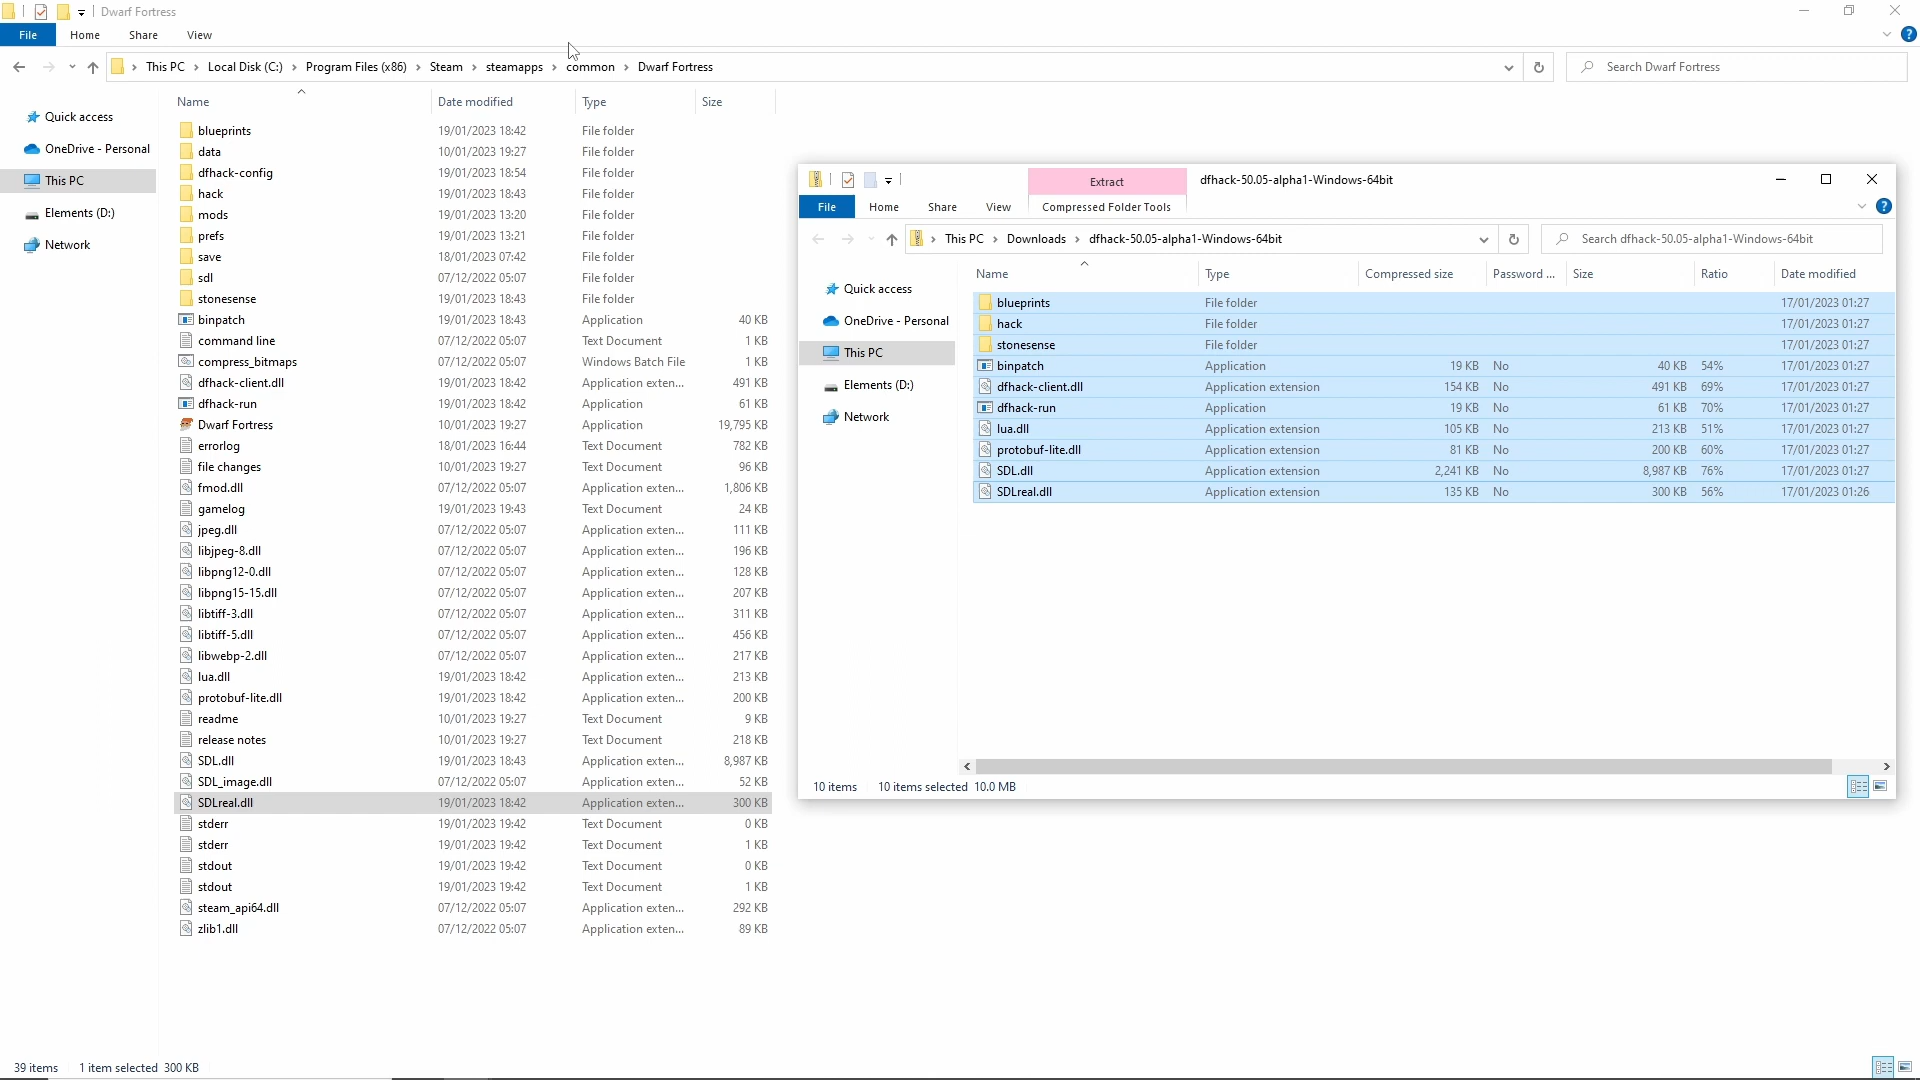 Dwarf Fortress
File Home Share View
This PC Local Disk (C:) Program Files (x86) Steam steamapps common Dwarf Fortress
Search Dwarf Fortress
Quick access
OneDrive - Personal
This PC
Elements (D:)
Network
Name Date modified Type Size
blueprints 19/01/2023 18:42 File folder
data 10/01/2023 19:27 File folder
dfhack-config 19/01/2023 18:54 File folder
hack 19/01/2023 18:43 File folder
mods 19/01/2023 13:20 File folder
prefs 19/01/2023 13:21 File folder
save 18/01/2023 07:42 File folder
sdl 07/12/2022 05:07 File folder
stonesense 19/01/2023 18:43 File folder
binpatch 19/01/2023 18:43 Application 40 KB
command line 07/12/2022 05:07 Text Document 1 KB
compress_bitmaps 07/12/2022 05:07 Windows Batch File 1 KB
dfhack-client.dll 19/01/2023 18:42 Application exten... 491 KB
dfhack-run 19/01/2023 18:42 Application 61 KB
Dwarf Fortress 10/01/2023 19:27 Application 19,795 KB
errorlog 18/01/2023 16:44 Text Document 782 KB
file changes 10/01/2023 19:27 Text Document 96 KB
fmod.dll 07/12/2022 05:07 Application exten... 1,806 KB
gamelog 19/01/2023 19:43 Text Document 24 KB
jpeg.dll 07/12/2022 05:07 Application exten... 111 KB
libjpeg-8.dll 07/12/2022 05:07 Application exten... 196 KB
libpng12-0.dll 07/12/2022 05:07 Application exten... 128 KB
libpng15-15.dll 07/12/2022 05:07 Application exten... 207 KB
libtiff-3.dll 07/12/2022 05:07 Application exten... 311 KB
libtiff-5.dll 07/12/2022 05:07 Application exten... 456 KB
libwebp-2.dll 07/12/2022 05:07 Application exten... 217 KB
lua.dll 19/01/2023 18:42 Application exten... 213 KB
protobuf-lite.dll 19/01/2023 18:42 Application exten... 200 KB
readme 10/01/2023 19:27 Text Document 9 KB
release notes 10/01/2023 19:27 Text Document 218 KB
SDL.dll 19/01/2023 18:43 Application exten... 8,987 KB
SDL_image.dll 07/12/2022 05:07 Application exten... 52 KB
SDLreal.dll 19/01/2023 18:42 Application exten... 300 KB
stderr 19/01/2023 19:42 Text Document 0 KB
stderr 19/01/2023 19:42 Text Document 1 KB
stdout 19/01/2023 19:42 Text Document 0 KB
stdout 19/01/2023 19:42 Text Document 1 KB
steam_api64.dll 07/12/2022 05:07 Application exten... 292 KB
zlib1.dll 07/12/2022 05:07 Application exten... 89 KB
39 items 1 item selected 300 KB
Extract dfhack-50.05-alpha1-Windows-64bit
File Home Share View Compressed Folder Tools
This PC Downloads dfhack-50.05-alpha1-Windows-64bit
Search dfhack-50.05-alpha1-Windows-64bit
Quick access
OneDrive - Personal
This PC
Elements (D:)
Network
Name Type Compressed size Password ... Size Ratio Date modified
blueprints File folder 17/01/2023 01:27
hack File folder 17/01/2023 01:27
stonesense File folder 17/01/2023 01:27
binpatch Application 19 KB No 40 KB 54% 17/01/2023 01:27
dfhack-client.dll Application extension 154 KB No 491 KB 69% 17/01/2023 01:27
dfhack-run Application 19 KB No 61 KB 70% 17/01/2023 01:27
lua.dll Application extension 105 KB No 213 KB 51% 17/01/2023 01:27
protobuf-lite.dll Application extension 81 KB No 200 KB 60% 17/01/2023 01:27
SDL.dll Application extension 2,241 KB No 8,987 KB 76% 17/01/2023 01:27
SDLreal.dll Application extension 135 KB No 300 KB 56% 17/01/2023 01:26
10 items 10 items selected 10.0 MB